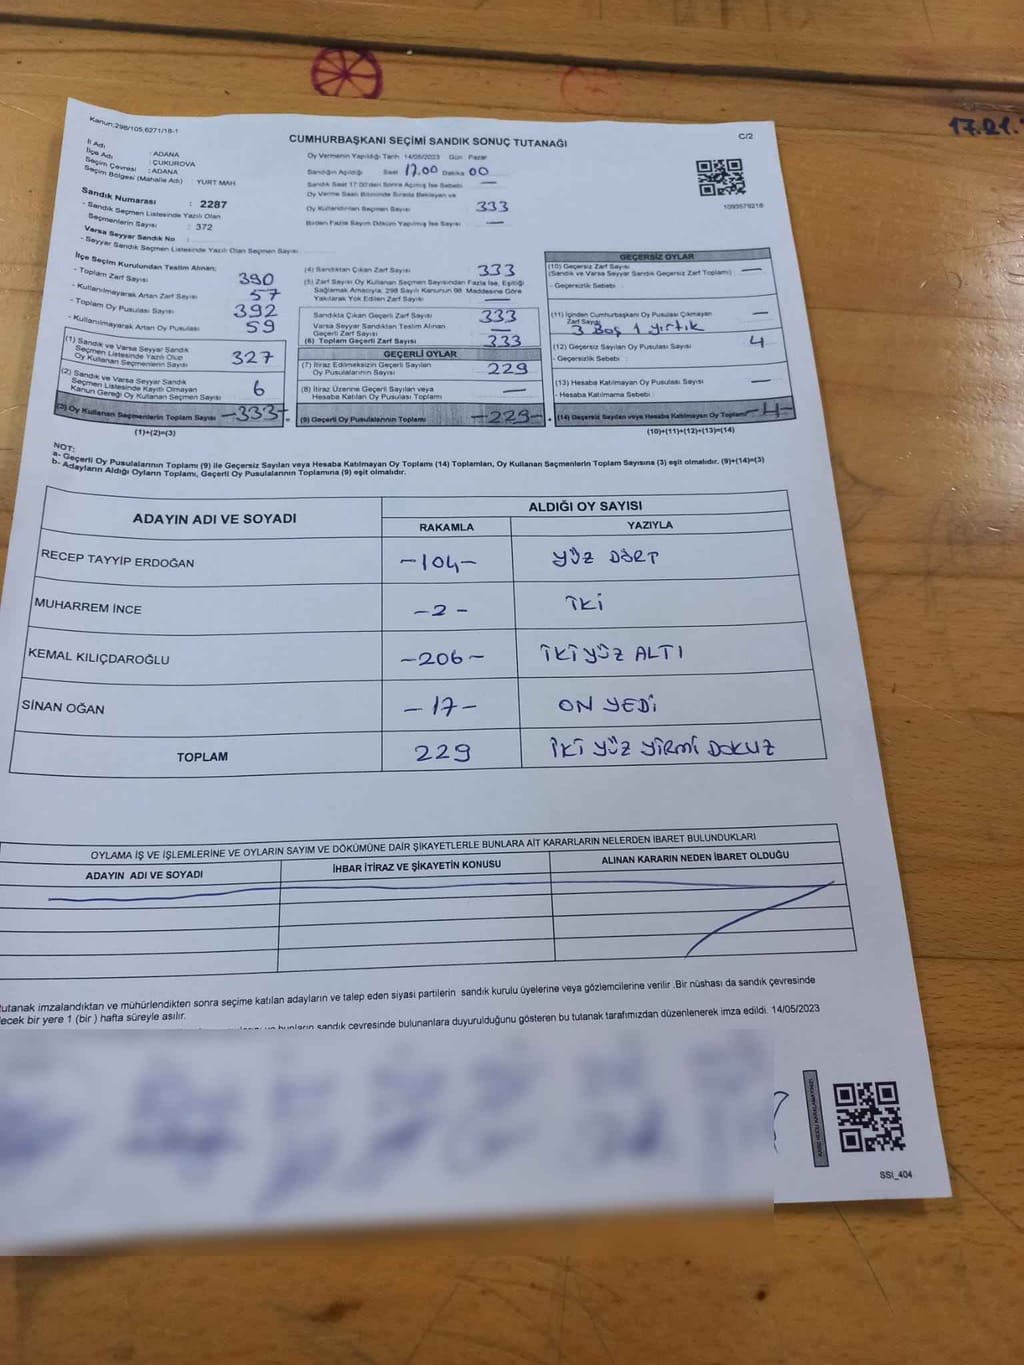 Kanun:298/105,6271/18-1
C/2
CUMHURBAŞKANI SEÇİMİ SANDIK SONUÇ TUTANAĞI
İl Adı : ADANA
İlçe Adı : ÇUKUROVA
Seçim Çevresi : ADANA
Seçim Bölgesi (Mahalle Adı) : YURT MAH
Sandık Numarası : 2287
- Sandık Seçmen Listesinde Yazılı Olan
Seçmenlerin Sayısı : 372
Varsa Seyyar Sandık No :
- Seyyar Sandık Seçmen Listesinde Yazılı Olan Seçmen Sayısı
Oy Vermenin Yapıldığı Tarih 14/05/2023 Gün Pazar
Sandığın Açıldığı Saat 17.00 Dakika 00
Sandık Saat 17:00'den Sonra Açılmış İse Sebebi —
Oy Verme Saati Bitiminde Sırada Bekleyen ve
Oy Kullandırılan Seçmen Sayısı 333
Birden Fazla Sayım Döküm Yapılmış İse Sayısı —
1093579218
17.21.
İlçe Seçim Kurulundan Teslim Alınan:
- Toplam Zarf Sayısı 390
- Kullanılmayarak Artan Zarf Sayısı 57
- Toplam Oy Pusulası Sayısı 392
- Kullanılmayarak Artan Oy Pusulası 59
(1) Sandık ve Varsa Seyyar Sandık
Seçmen Listesinde Yazılı Olup
Oy Kullanan Seçmenlerin Sayısı 327
(2) Sandık ve Varsa Seyyar Sandık
Seçmen Listesinde Kayıtlı Olmayan
Kanun Gereği Oy Kullanan Seçmen Sayısı 6
(3) Oy Kullanan Seçmenlerin Toplam Sayısı -333-
(1)+(2)=(3)
(4) Sandıktan Çıkan Zarf Sayısı 333
(5) Zarf Sayısı Oy Kullanan Seçmen Sayısından Fazla İse, Eşitliği
Sağlamak Amacıyla, 298 Sayılı Kanunun 98. Maddesine Göre
Yakılarak Yok Edilen Zarf Sayısı —
Sandıkta Çıkan Geçerli Zarf Sayısı 333
Varsa Seyyar Sandıktan Teslim Alınan
Geçerli Zarf Sayısı —
(6) Toplam Geçerli Zarf Sayısı 333
GEÇERLİ OYLAR
(7) İtiraz Edilmeksizin Geçerli Sayılan
Oy Pusulalarının Sayısı 229
(8) İtiraz Üzerine Geçerli Sayılan veya
Hesaba Katılan Oy Pusulası Toplamı —
(9) Geçerli Oy Pusulalarının Toplamı -229-
GEÇERSİZ OYLAR
(10) Geçersiz Zarf Sayısı
(Sandık ve Varsa Seyyar Sandık Geçersiz Zarf Toplamı) —
- Geçersizlik Sebebi :
(11) İçinden Cumhurbaşkanı Oy Pusulası Çıkmayan
Zarf Sayısı —
3 Boş 1 yırtık
(12) Geçersiz Sayılan Oy Pusulası Sayısı 4
- Geçersizlik Sebebi :
(13) Hesaba Katılmayan Oy Pusulası Sayısı —
- Hesaba Katılmama Sebebi :
(14) Geçersiz Sayılan veya Hesaba Katılmayan Oy Toplamı -4-
(10)+(11)+(12)+(13)=(14)
NOT:
a- Geçerli Oy Pusulalarının Toplamı (9) ile Geçersiz Sayılan veya Hesaba Katılmayan Oy Toplamı (14) Toplamları, Oy Kullanan Seçmenlerin Toplam Sayısına (3) eşit olmalıdır. (9)+(14)=(3)
b- Adayların Aldığı Oyların Toplamı, Geçerli Oy Pusulalarının Toplamına (9) eşit olmalıdır.
ADAYIN ADI VE SOYADI
ALDIĞI OY SAYISI
RAKAMLA YAZIYLA
RECEP TAYYİP ERDOĞAN -104- YÜZ DÖRT
MUHARREM İNCE -2- İKİ
KEMAL KILIÇDAROĞLU -206- İKİ YÜZ ALTI
SİNAN OĞAN -17- ON YEDİ
TOPLAM 229 İKİ YÜZ YİRMİ DOKUZ
OYLAMA İŞ VE İŞLEMLERİNE VE OYLARIN SAYIM VE DÖKÜMÜNE DAİR ŞİKAYETLERLE BUNLARA AİT KARARLARIN NELERDEN İBARET BULUNDUKLARI
ADAYIN ADI VE SOYADI İHBAR İTİRAZ VE ŞİKAYETİN KONUSU ALINAN KARARIN NEDEN İBARET OLDUĞU
tutanak imzalandıktan ve mühürlendikten sonra seçime katılan adayların ve talep eden siyasi partilerin sandık kurulu üyelerine veya gözlemcilerine verilir .Bir nüshası da sandık çevresinde
ecek bir yere 1 (bir ) hafta süreyle asılır.
bunların sandık çevresinde bulunanlara duyurulduğunu gösteren bu tutanak tarafımızdan düzenlenerek imza edildi. 14/05/2023
SSI_404